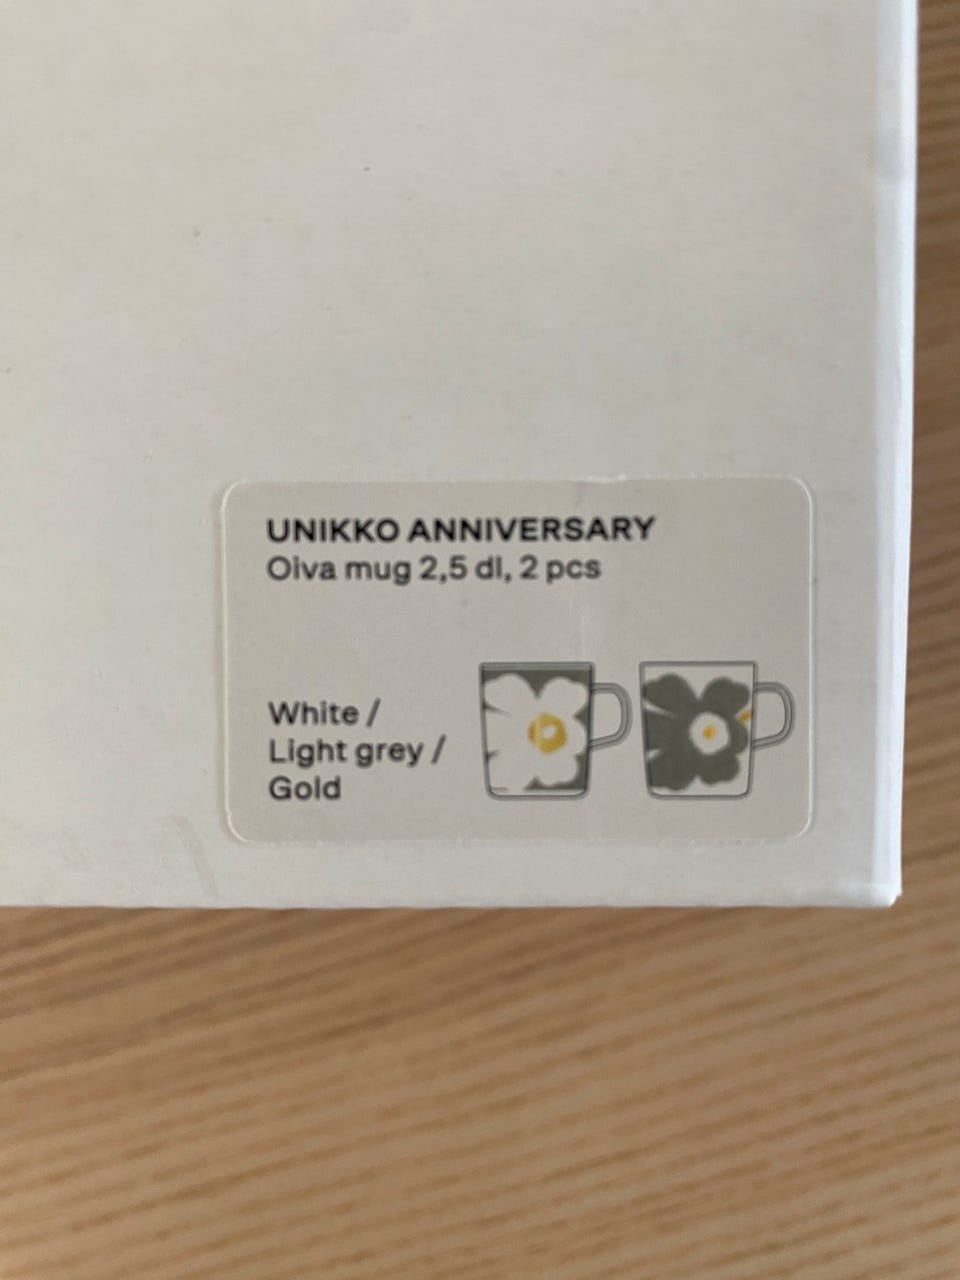 UNIKKO ANNIVERSARY
Oiva mug 2,5 dl, 2 pcs
White /
Light grey /
Gold